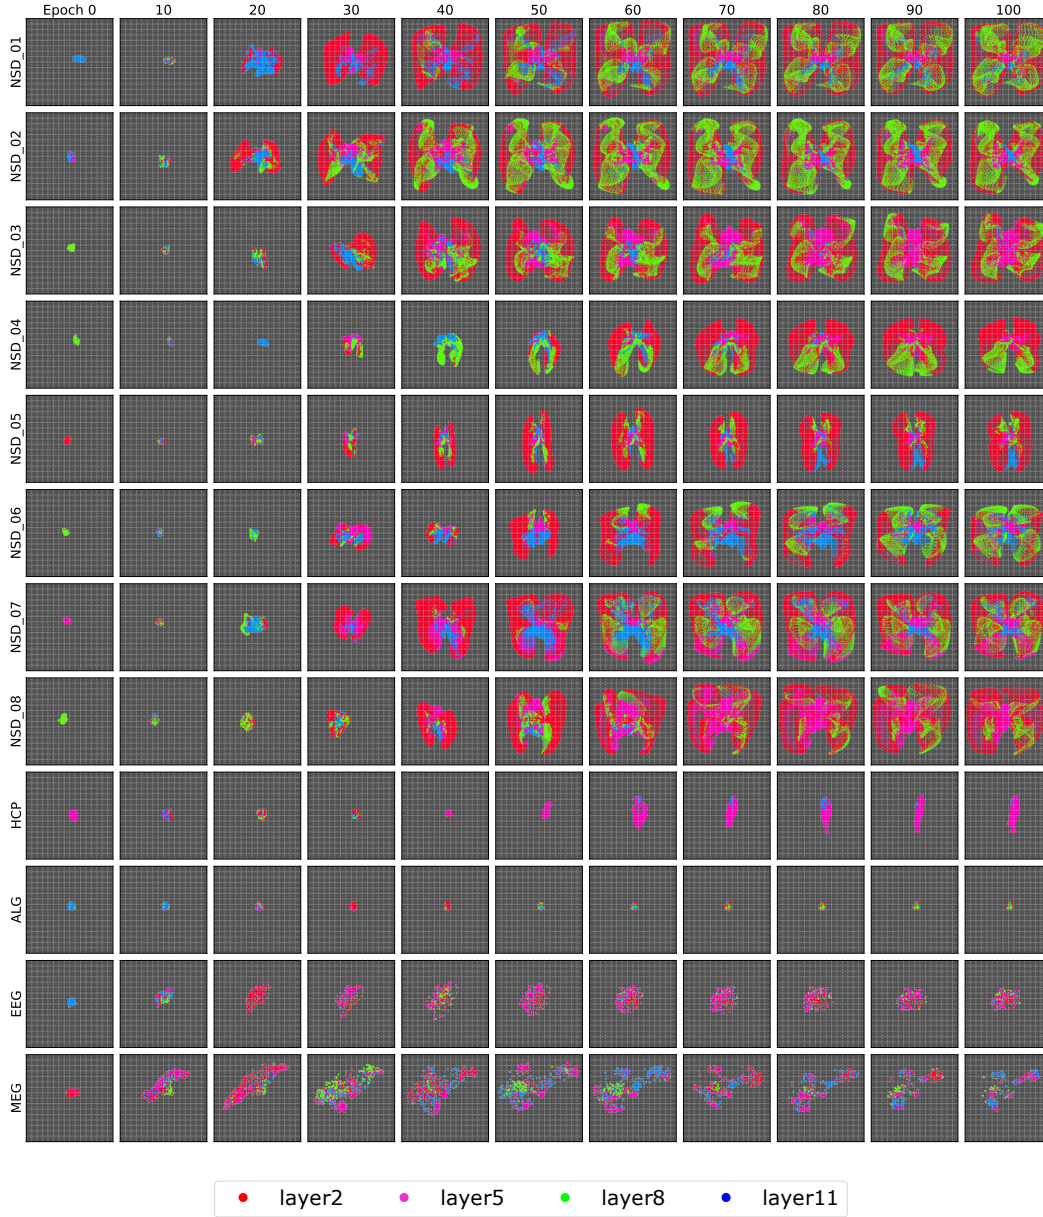 Epoch 0 10 20 30 40 50 60 70 80 90 100
NSD_01
NSD_02
NSD_03
NSD_04
NSD_05
NSD_06
NSD_07
NSD_08
HCP
ALG
EEG
MEG
layer2 layer5 layer8 layer11